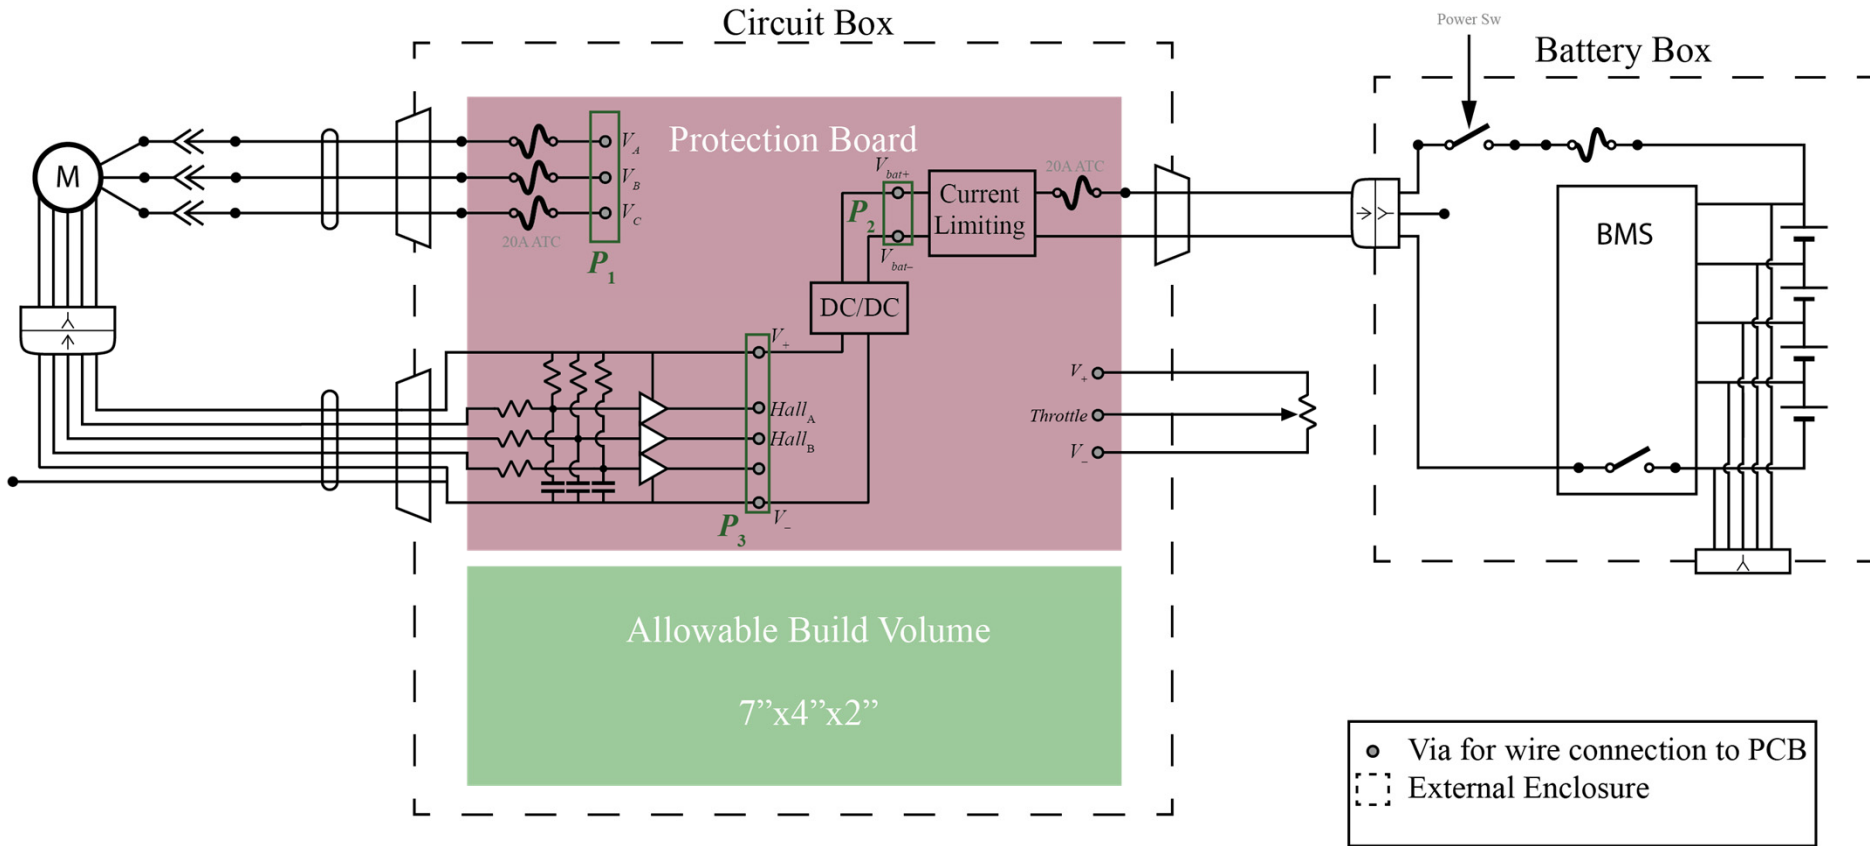 Circuit Box
Power Sw
Battery Box
Protection Board
M
V_A
V_B
V_C
20A ATC
P_1
V_bat+
P_2
V_bat–
Current
Limiting
20A ATC
DC/DC
BMS
V_+
Hall_A
Hall_B
V_–
P_3
V_+
Throttle
V_–
Allowable Build Volume
7”x4”x2”
Via for wire connection to PCB
External Enclosure